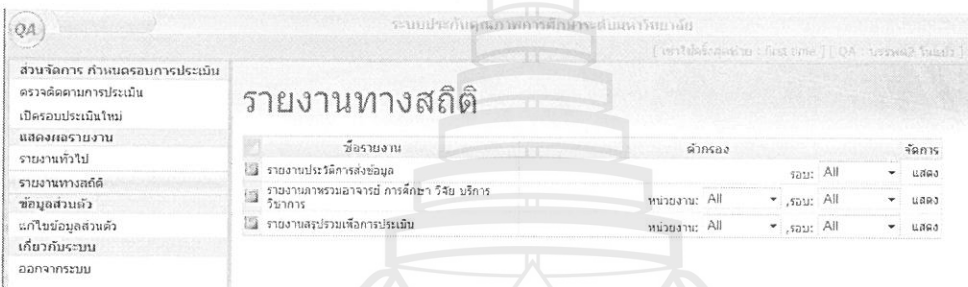 QA
ระบบประกันคุณภาพการศึกษาระดับมหาวิทยาลัย
[ เข้าใช้ครั้งสุดท้าย : first time ] [ QA :
ส่วนจัดการ กำหนดรอบการประเมิน
ตรวจติดตามการประเมิน
เปิดรอบประเมินใหม่
แสดงผลรายงาน
รายงานทั่วไป
รายงานทางสถิติ
ข้อมูลส่วนตัว
แก้ไขข้อมูลส่วนตัว
เกี่ยวกับระบบ
ออกจากระบบ
รายงานทางสถิติ
ชื่อรายงาน ตัวกรอง จัดการ
รายงานประวัติการส่งข้อมูล รอบ: All แสดง
รายงานภาพรวมอาจารย์ การศึกษา วิจัย บริการ
วิชาการ หน่วยงาน: All ,รอบ: All แสดง
รายงานสรุปรวมเพื่อการประเมิน หน่วยงาน: All ,รอบ: All แสดง